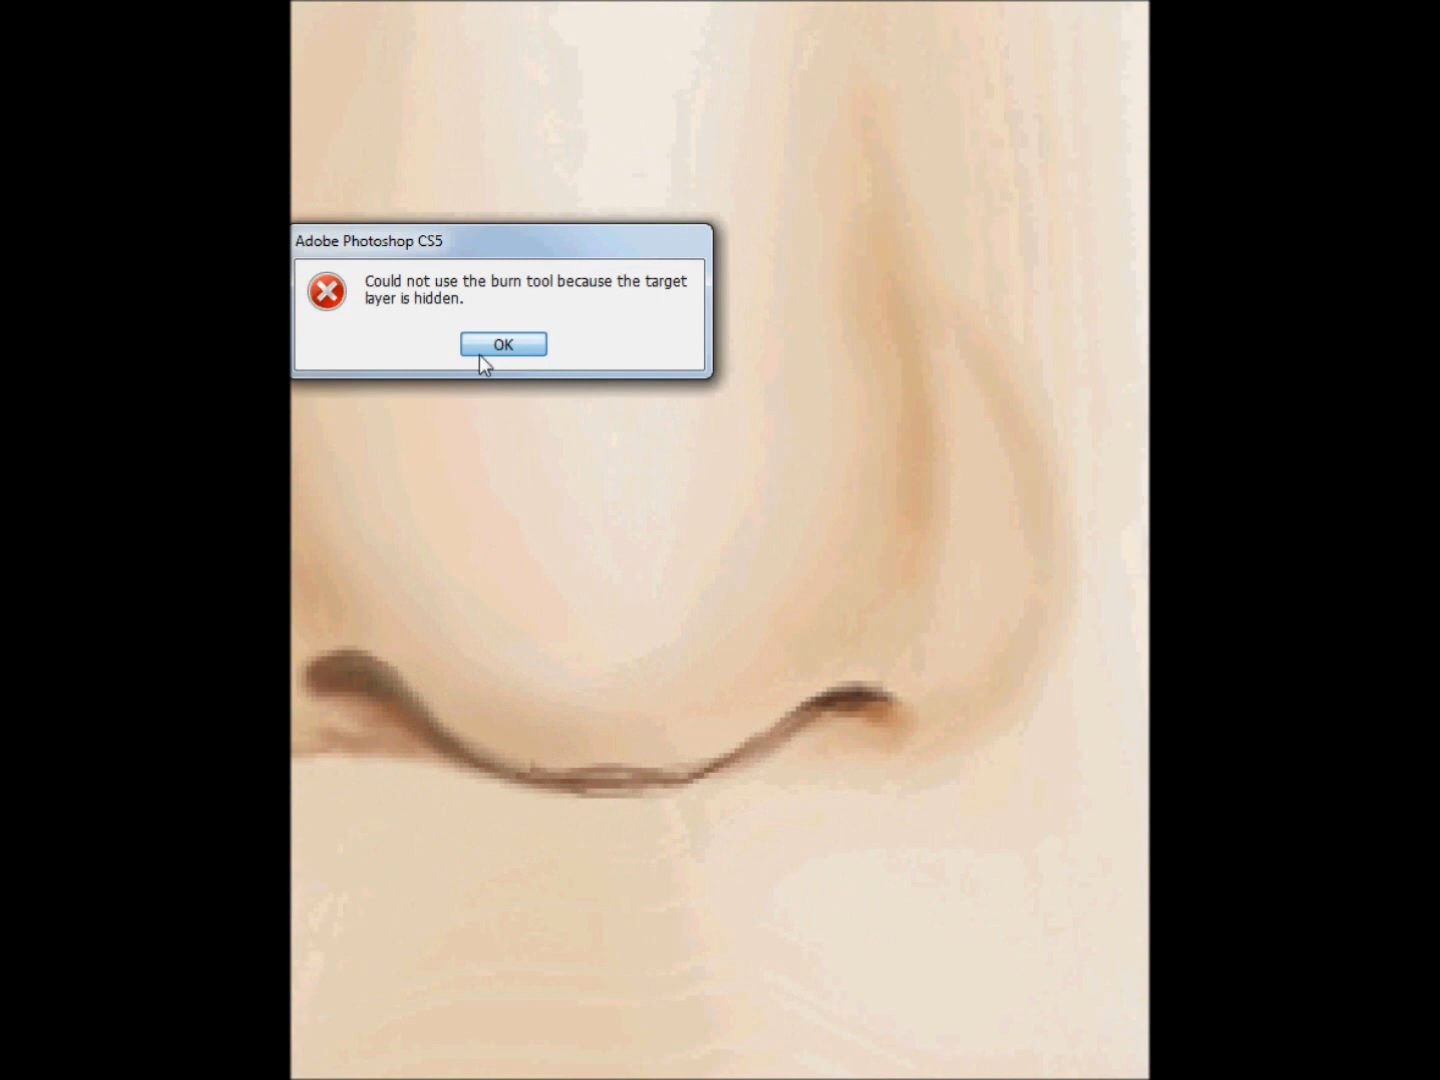 Adobe Photoshop CS5
Could not use the burn tool because the target
layer is hidden.
OK